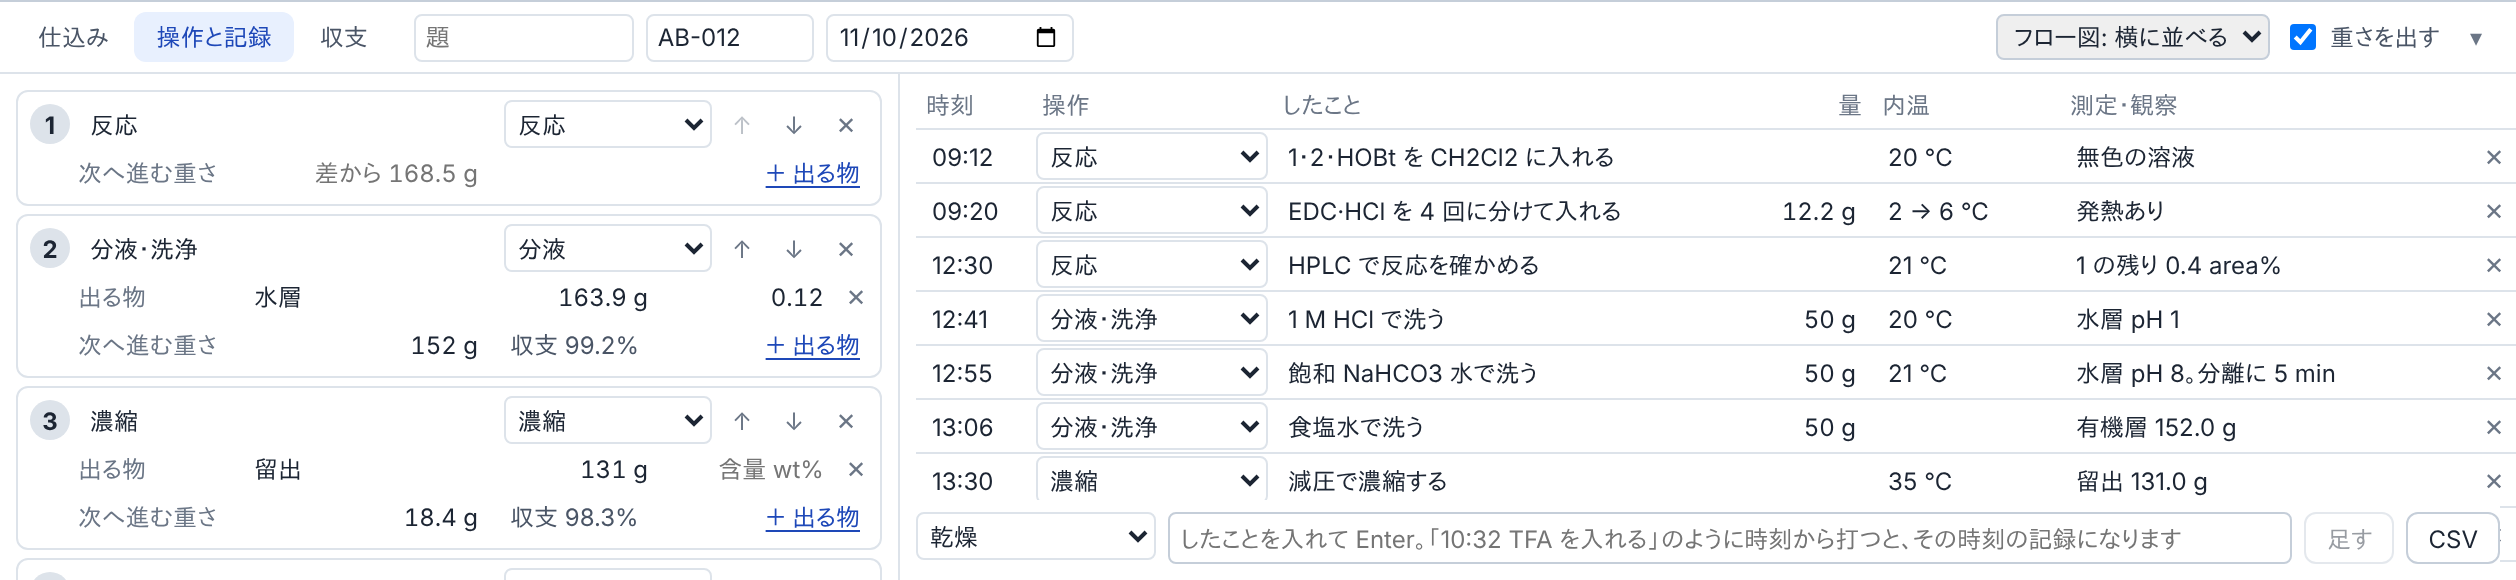 仕込み 操作と記録 収支 題 AB-012 11/10/2026 フロー図: 横に並べる 重さを出す ▼
1 反応 反応 ↑ ↓ ×
次へ進む重さ 差から 168.5 g + 出る物
2 分液・洗浄 分液 ↑ ↓ ×
出る物 水層 163.9 g 0.12 ×
次へ進む重さ 152 g 収支 99.2% + 出る物
3 濃縮 濃縮 ↑ ↓ ×
出る物 留出 131 g 含量 wt% ×
次へ進む重さ 18.4 g 収支 98.3% + 出る物
時刻 操作 したこと 量 内温 測定・観察
09:12 反応 1・2・HOBt を CH2Cl2 に入れる 20 °C 無色の溶液 ×
09:20 反応 EDC·HCl を 4 回に分けて入れる 12.2 g 2 → 6 °C 発熱あり ×
12:30 反応 HPLC で反応を確かめる 21 °C 1 の残り 0.4 area% ×
12:41 分液・洗浄 1 M HCl で洗う 50 g 20 °C 水層 pH 1 ×
12:55 分液・洗浄 飽和 NaHCO3 水で洗う 50 g 21 °C 水層 pH 8。分離に 5 min ×
13:06 分液・洗浄 食塩水で洗う 50 g 有機層 152.0 g ×
13:30 濃縮 減圧で濃縮する 35 °C 留出 131.0 g ×
乾燥 したことを入れて Enter。「10:32 TFA を入れる」のように時刻から打つと、その時刻の記録になります 足す CSV